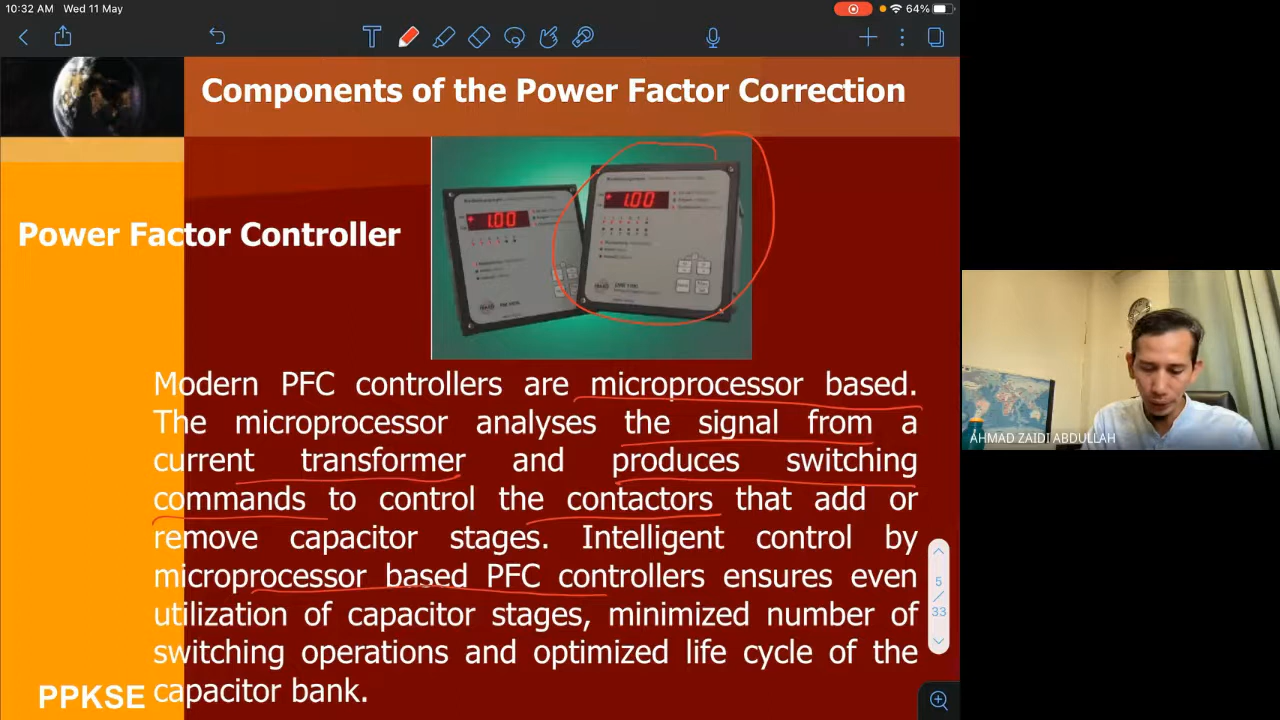 10:32 AM Wed 11 May
64%
Components of the Power Factor Correction
1.00
1.00
Power Factor Controller
Modern PFC controllers are microprocessor based.
The microprocessor analyses the signal from a
current transformer and produces switching
commands to control the contactors that add or
remove capacitor stages. Intelligent control by
microprocessor based PFC controllers ensures even
utilization of capacitor stages, minimized number of
switching operations and optimized life cycle of the
capacitor bank.
PPKSE
5
/
33
AHMAD ZAIDI ABDULLAH